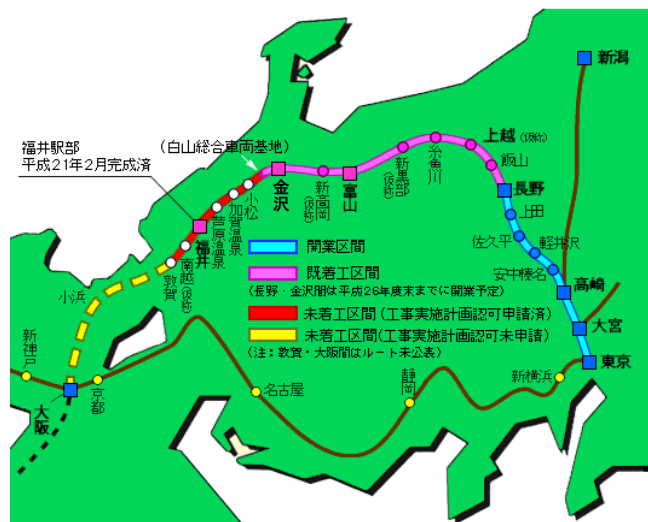 新潟
福井駅部
平成21年2月完成済
(白山総合車両基地)
上越(仮称)
飯山
糸魚川
新黒部(仮称)
富山
新高岡(仮称)
金沢
小松
加賀温泉
芦原温泉
福井
南越(仮称)
敦賀
小浜
長野
上田
佐久平
軽井沢
安中榛名
高崎
大宮
東京
開業区間
既着工区間
(長野・金沢間は平成26年度末までに開業予定)
未着工区間(工事実施計画認可申請済)
未着工区間(工事実施計画認可未申請)
(注:敦賀・大阪間はルート未公表)
新神戸
大阪
京都
名古屋
静岡
新横浜